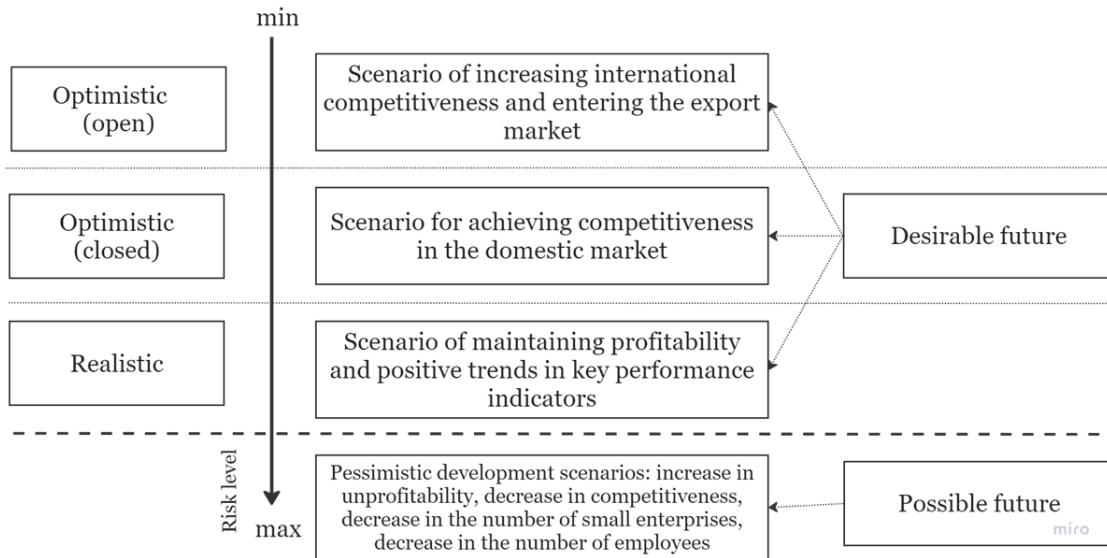 min
Optimistic
(open)
Scenario of increasing international
competitiveness and entering the export
market
Optimistic
(closed)
Scenario for achieving competitiveness
in the domestic market
Desirable future
Realistic
Scenario of maintaining profitability
and positive trends in key performance
indicators
Risk level
max
Pessimistic development scenarios: increase in
unprofitability, decrease in competitiveness,
decrease in the number of small enterprises,
decrease in the number of employees
Possible future
miro